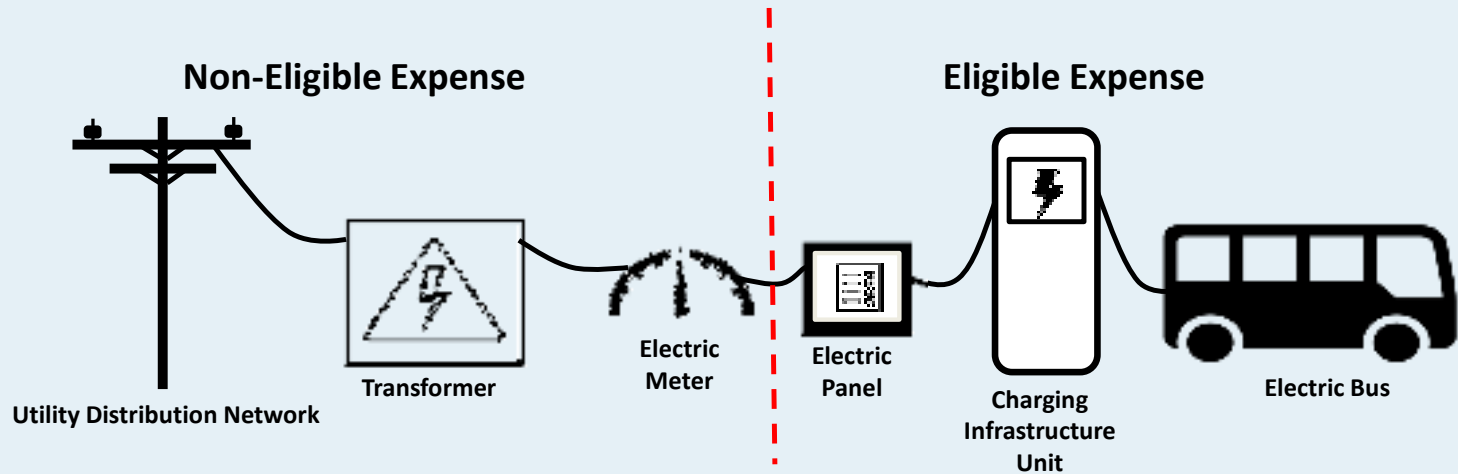 Non-Eligible Expense
Eligible Expense
Utility Distribution Network
Transformer
Electric
Meter
Electric
Panel
Charging
Infrastructure
Unit
Electric Bus